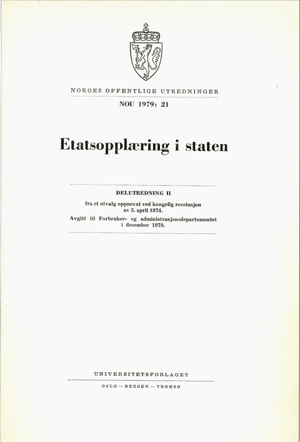 NORGES OFFENTLIGE UTREDNINGER
NOU 1979: 21
Etatsopplæring i staten
DELUTREDNING II
fra et utvalg oppnevnt ved kongelig resolusjon
av 5. april 1974.
Avgitt til Forbruker- og administrasjonsdepartementet
i desember 1978.
UNIVERSITETSFORLAGET
OSLO — BERGEN — TROMSØ